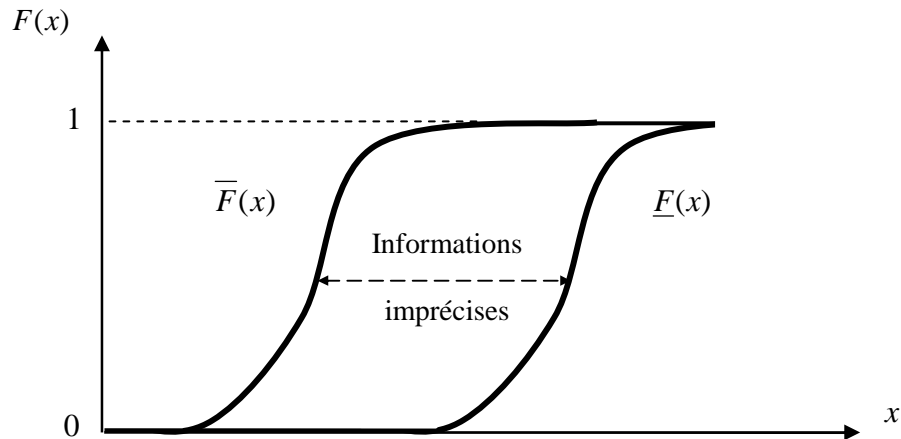 F(x)
1
F̅(x)
F̲(x)
Informations
imprécises
0
x